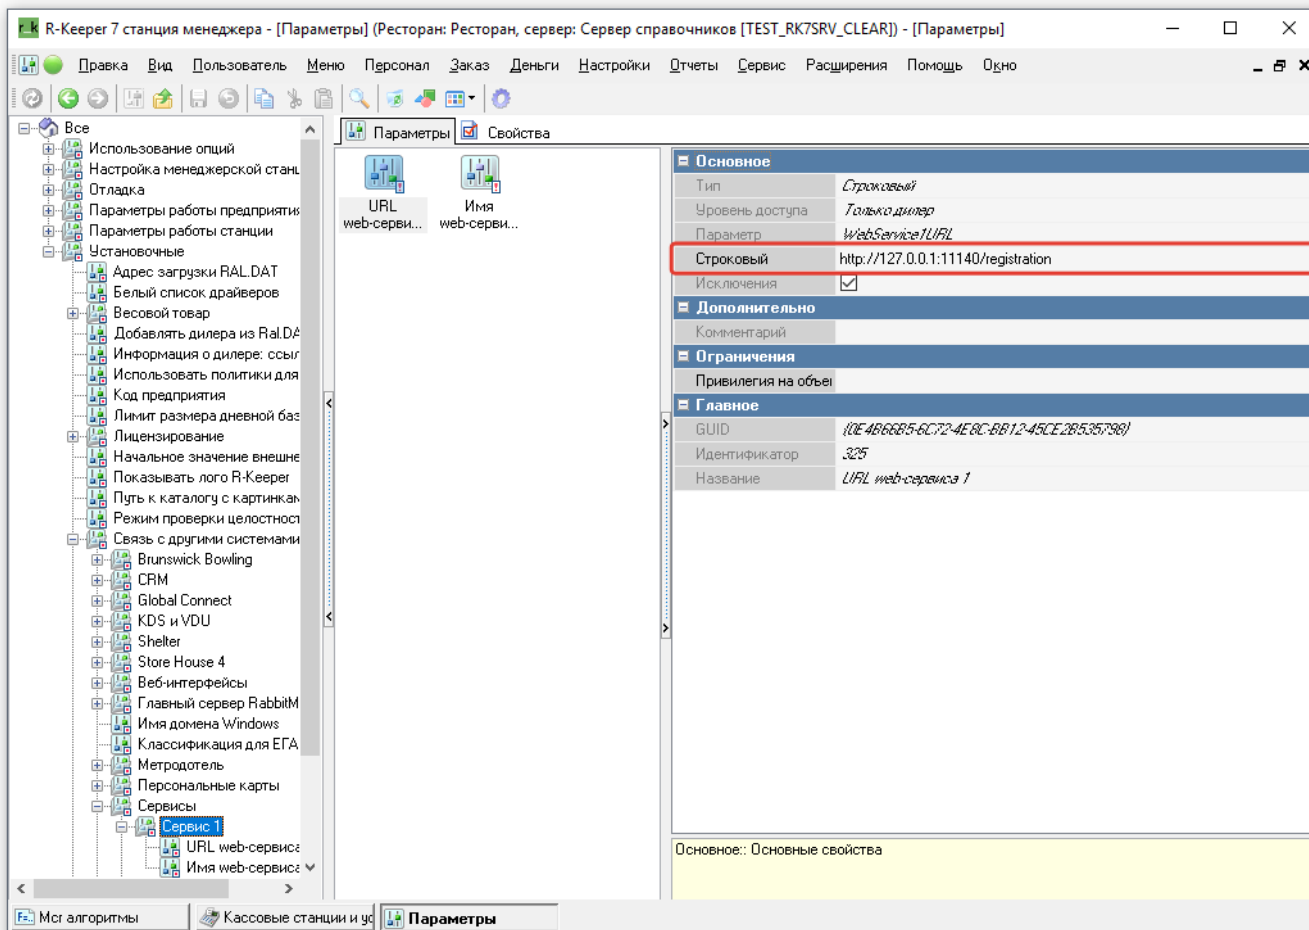 R-Keeper 7 станция менеджера - [Параметры] (Ресторан: Ресторан, сервер: Сервер справочников [TEST_RK7SRV_CLEAR]) - [Параметры]
Правка Вид Пользователь Меню Персонал Заказ Деньги Настройки Отчеты Сервис Расширения Помощь Окно
Все
Использование опций
Настройка менеджерской стан
Отладка
Параметры работы предприятия
Параметры работы станции
Установочные
Адрес загрузки RAL.DAT
Белый список драйверов
Весовой товар
Добавлять дилера из Ral.DA
Информация о дилере: ссыл
Использовать политики для
Код предприятия
Лимит размера дневной баз
Лицензирование
Начальное значение внешне
Показывать лого R-Keeper
Путь к каталогу с картинкам
Режим проверки целостност
Связь с другими системами
Brunswick Bowling
CRM
Global Connect
KDS и VDU
Shelter
Store House 4
Веб-интерфейсы
Главный сервер RabbitM
Имя домена Windows
Классификация для ЕГА
Метродотель
Персональные карты
Сервисы
Сервис 1
URL web-сервиса
Имя web-сервиса
Параметры Свойства
URL web-серви...
Имя web-серви...
Основное
Тип Строковый
Уровень доступа Только дилер
Параметр WebService1URL
Строковый http://127.0.0.1:11140/registration
Исключения
Дополнительно
Комментарий
Ограничения
Привилегия на объе
Главное
GUID {0E4B66B5-6C72-4E8C-BB12-45CE2B535798}
Идентификатор 325
Название URL web-сервиса 1
Основное:: Основные свойства
Мсг алгоритмы Кассовые станции и ус Параметры